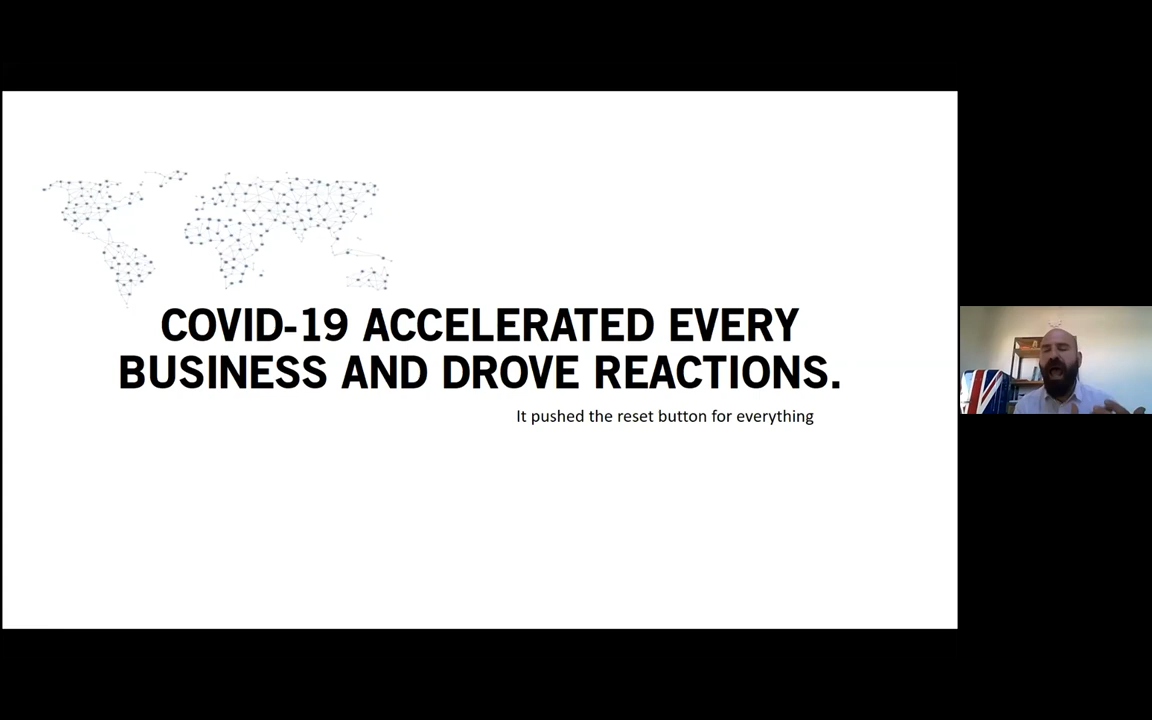 COVID-19 ACCELERATED EVERY
BUSINESS AND DROVE REACTIONS.
It pushed the reset button for everything